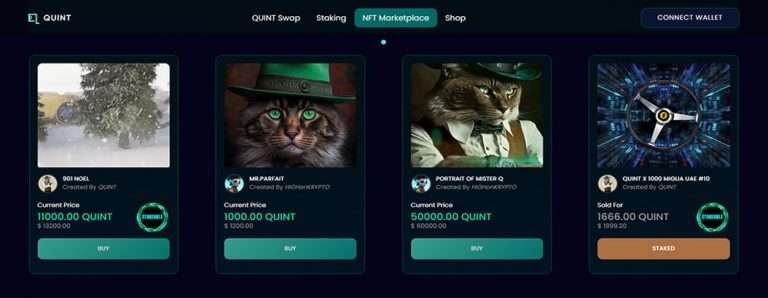 QUINT
QUINT Swap
Staking
NFT Marketplace
Shop
CONNECT WALLET
901 NOEL
Created By QUINT
Current Price
11000.00 QUINT
$ 13200.00
STAKEABLE
BUY
MR.PARFAIT
Created By HIGHonKRYPTO
Current Price
1000.00 QUINT
$ 1200.00
BUY
PORTRAIT OF MISTER Q
Created By HIGHonKRYPTO
Current Price
50000.00 QUINT
$ 60000.00
BUY
QUINT X 1000 MIGLIA UAE #10
Created By QUINT
Sold For
1666.00 QUINT
$ 1999.20
STAKEABLE
STAKED